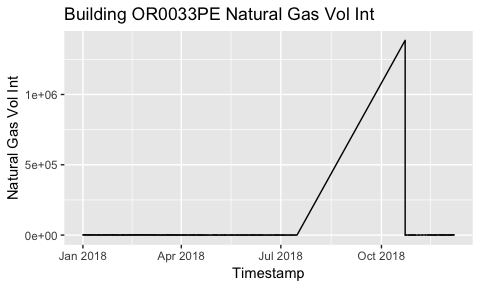 Building OR0033PE Natural Gas Vol Int
Natural Gas Vol Int
1e+06
5e+05
0e+00
Jan 2018 Apr 2018 Jul 2018 Oct 2018
Timestamp